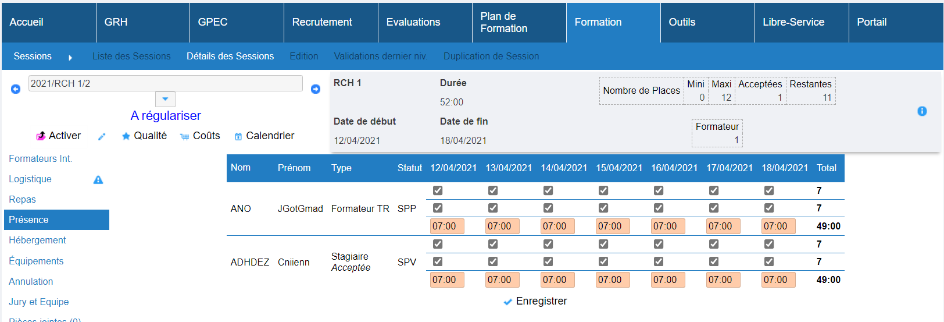 Accueil GRH GPEC Recrutement Evaluations Plan de Formation Formation Outils Libre-Service Portail
Sessions Liste des Sessions Détails des Sessions Edition Validations dernier niv Duplication de Session
2021/RCH 1/2
A régulariser
Activer Qualité Coûts Calendrier
RCH 1 Durée
52:00
Date de début Date de fin
12/04/2021 18/04/2021
Nombre de Places Mini Maxi Acceptées Restantes
0 12 1 11
Formateur
1
Formateurs Int.
Logistique
Repas
Présence
Hébergement
Équipements
Annulation
Jury et Equipe
Pièces jointes (0)
Nom Prénom Type Statut 12/04/2021 13/04/2021 14/04/2021 15/04/2021 16/04/2021 17/04/2021 18/04/2021 Total
7
ANO JGotGmad Formateur TR SPP 7
07:00 07:00 07:00 07:00 07:00 07:00 07:00 49:00
7
ADHDEZ Cniienn Stagiaire Acceptée SPV 7
07:00 07:00 07:00 07:00 07:00 07:00 07:00 49:00
Enregistrer